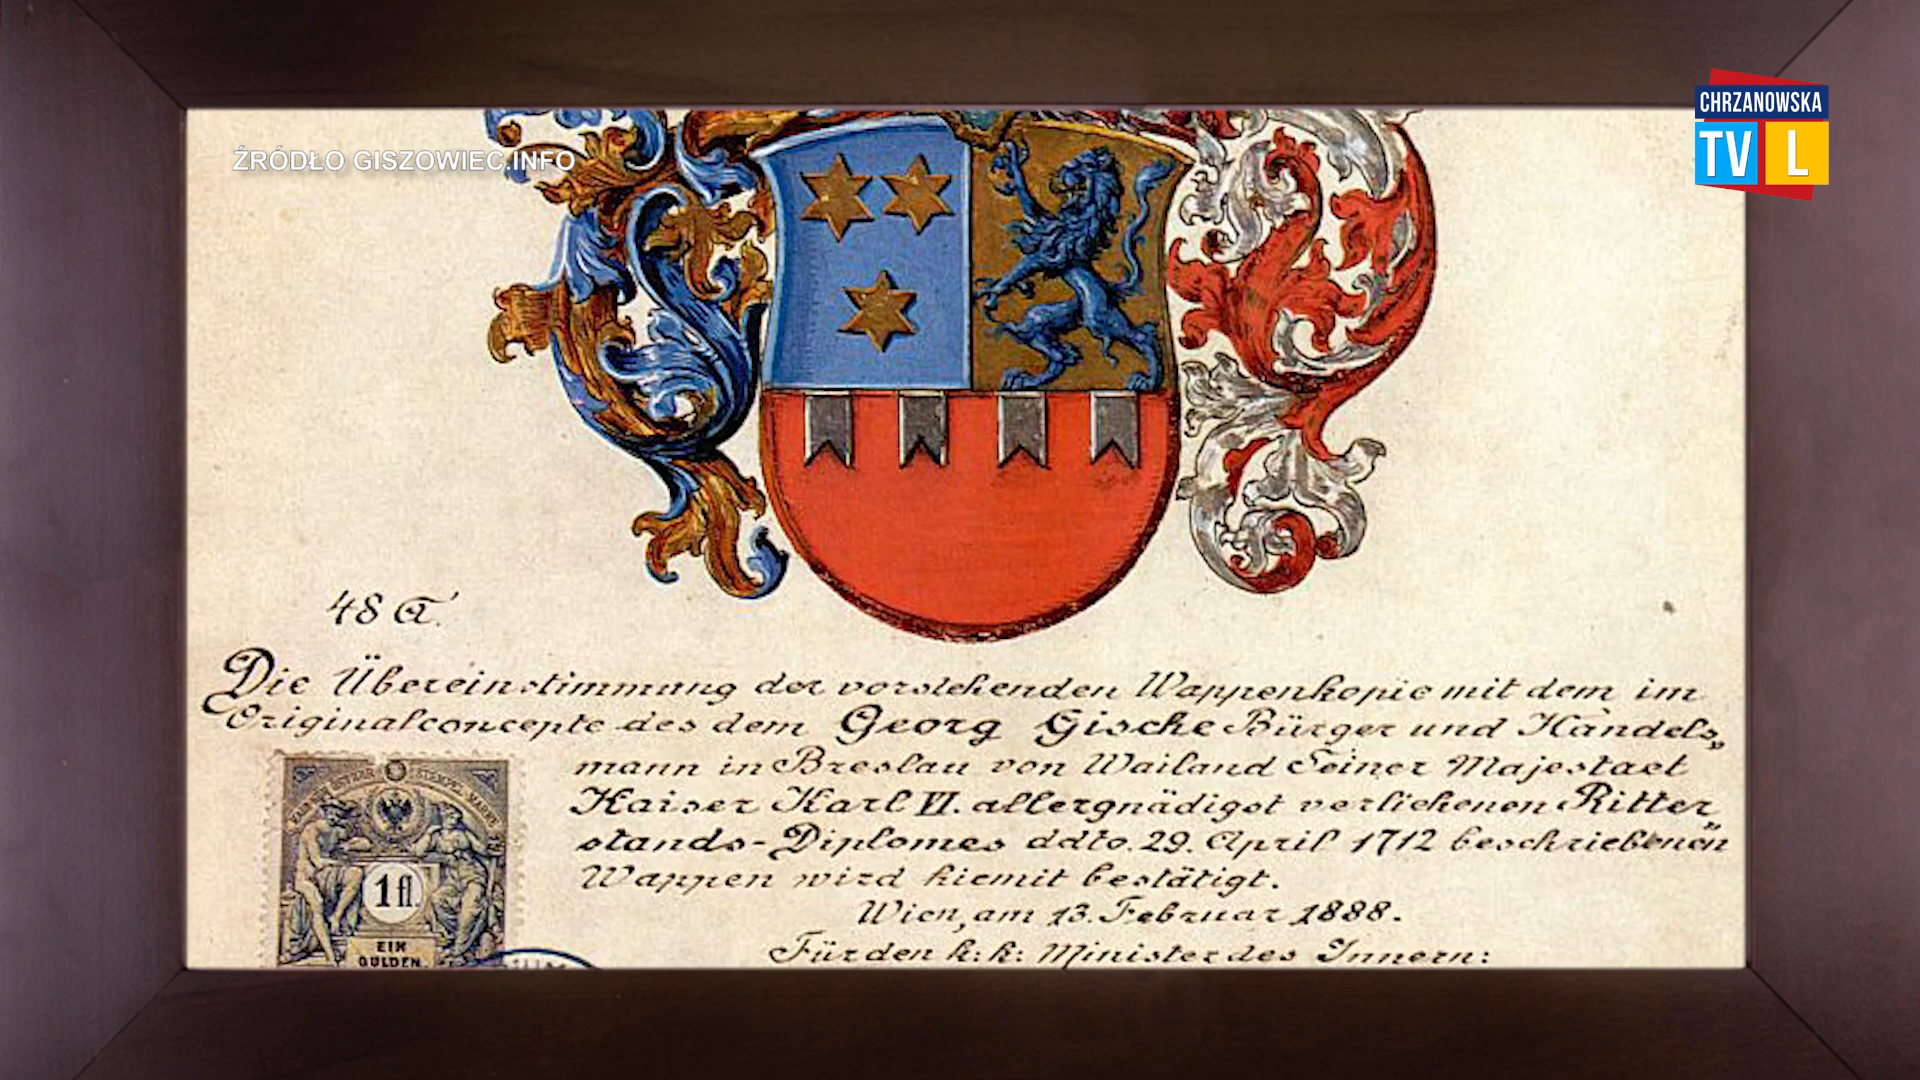 CHRZANOWSKA
TV L
ŹRÓDŁO GISZOWIEC.INFO
48 A.
Die Übereinstimmung der vorstehenden Wappenkopie mit dem im
Originalconcepte des dem Georg Gische Bürger und Handels„
mann in Breslau von Wailand Seiner Majestaet
Kaiser Karl VI. allergnädigst verliehenen Ritter„
stands-Diplomes ddto. 29. April 1712 beschriebenen
Wappen wird hiemit bestätigt.
Wien, am 13. Februar 1888.
Für den k: k: Minister des Innern:
1 fl.
EIN
GULDEN